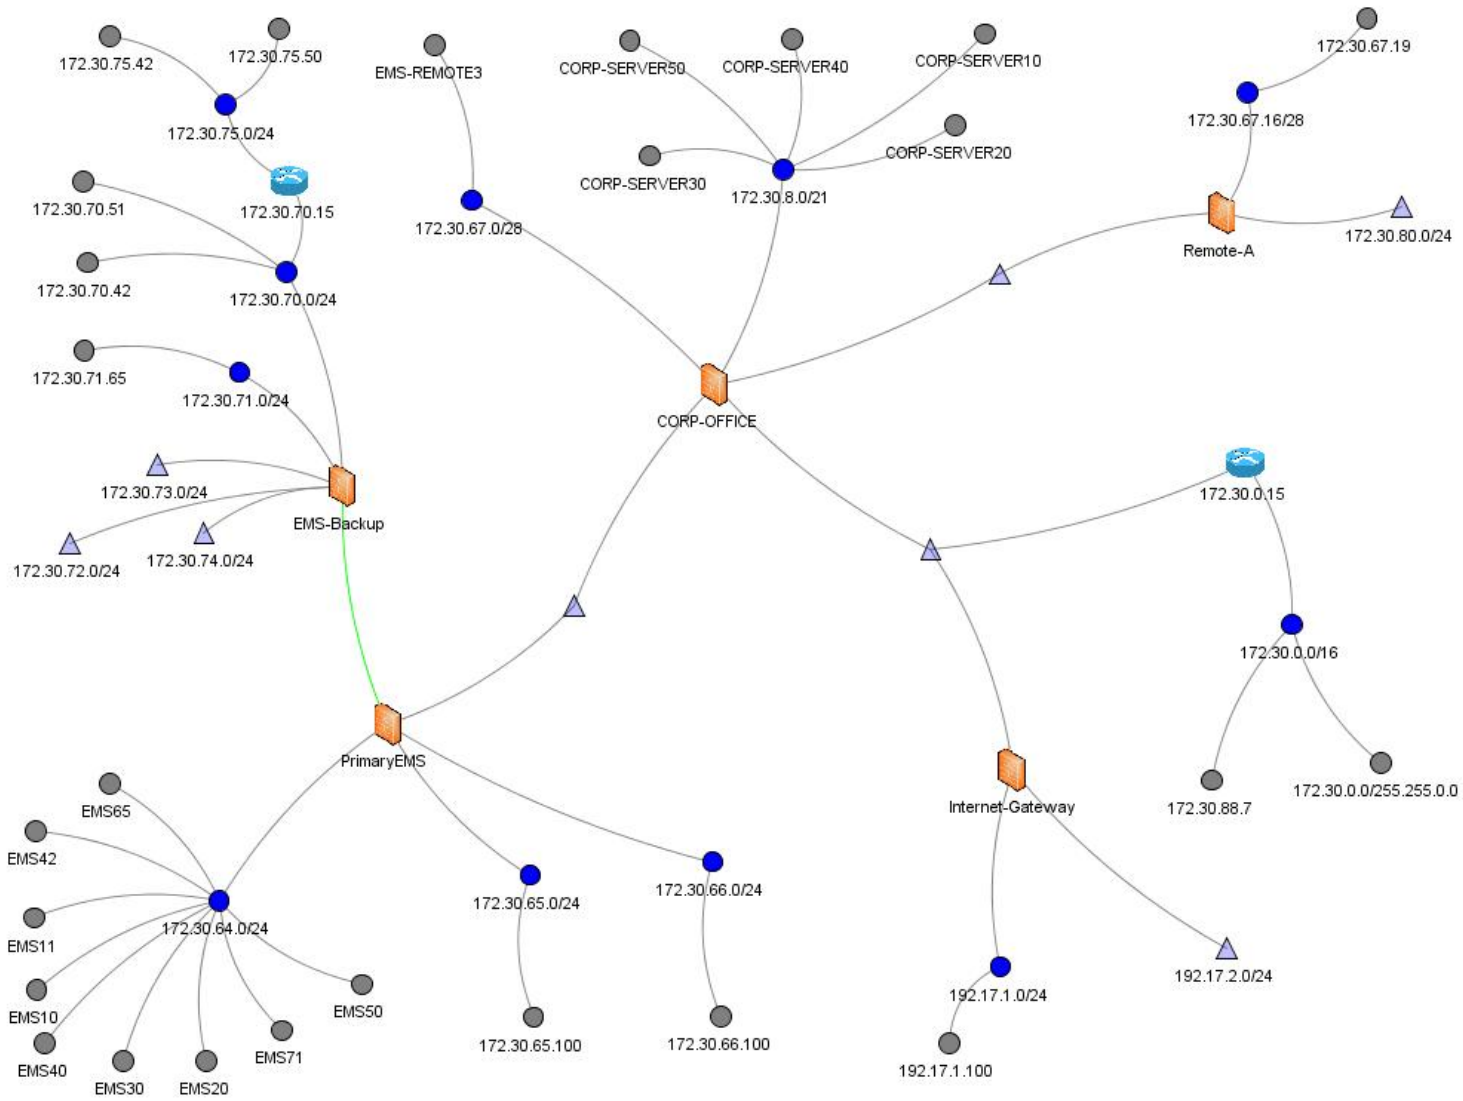 172.30.75.42
172.30.75.50
EMS-REMOTE3
CORP-SERVER50
CORP-SERVER40
CORP-SERVER10
172.30.67.19
172.30.75.0/24
172.30.67.16/28
CORP-SERVER20
CORP-SERVER30
172.30.8.0/21
172.30.70.51
172.30.70.15
172.30.67.0/28
Remote-A
172.30.80.0/24
172.30.70.42
172.30.70.0/24
172.30.71.65
172.30.71.0/24
CORP-OFFICE
172.30.73.0/24
172.30.0.15
EMS-Backup
172.30.72.0/24
172.30.74.0/24
172.30.0.0/16
PrimaryEMS
EMS65
Internet-Gateway
172.30.88.7
172.30.0.0/255.255.0.0
EMS42
172.30.65.0/24
172.30.66.0/24
172.30.64.0/24
EMS11
192.17.1.0/24
192.17.2.0/24
EMS10
EMS50
EMS40
EMS30
EMS20
EMS71
172.30.65.100
172.30.66.100
192.17.1.100